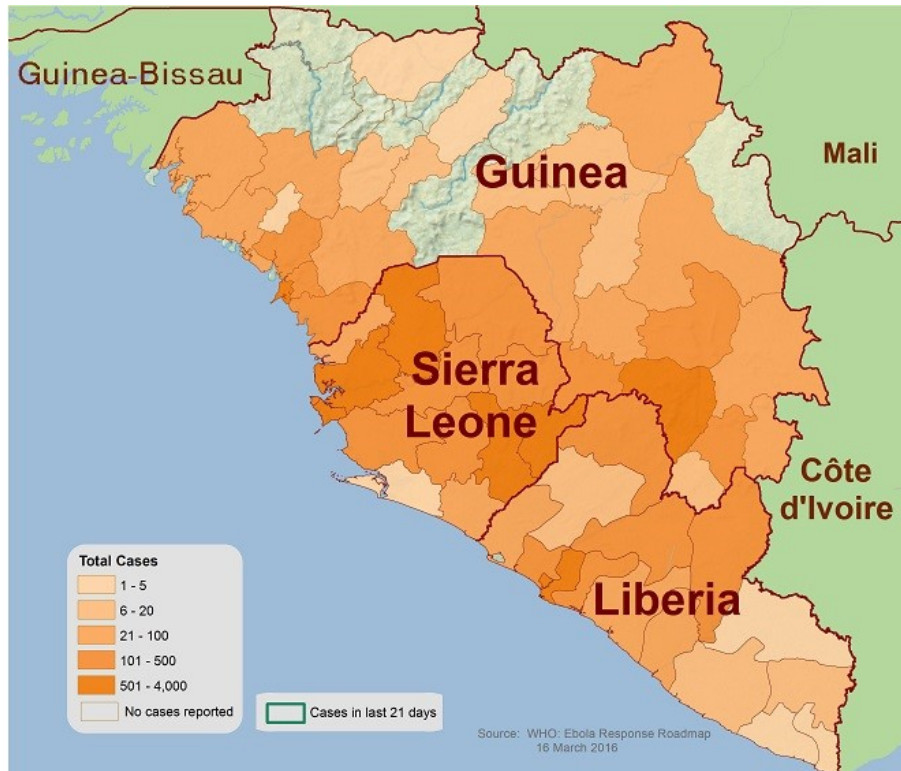 Guinea-Bissau
Guinea
Mali
Sierra
Leone
Côte
d'Ivoire
Liberia
Total Cases
1 - 5
6 - 20
21 - 100
101 - 500
501 - 4,000
No cases reported
Cases in last 21 days
Source: WHO: Ebola Response Roadmap
16 March 2016